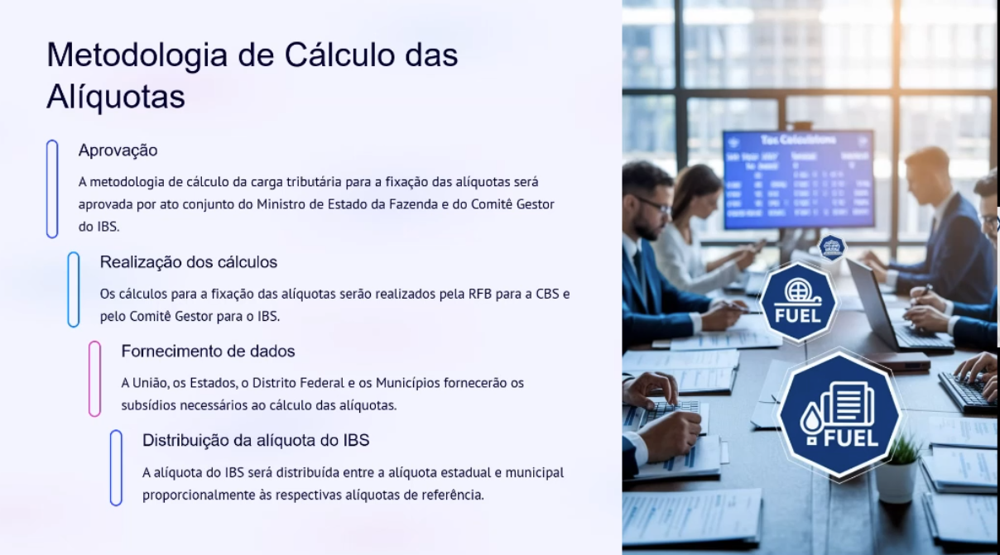 Metodologia de Cálculo das
Alíquotas
Aprovação
A metodologia de cálculo da carga tributária para a fixação das alíquotas será
aprovada por ato conjunto do Ministro de Estado da Fazenda e do Comitê Gestor
do IBS.
Realização dos cálculos
Os cálculos para a fixação das alíquotas serão realizados pela RFB para a CBS e
pelo Comitê Gestor para o IBS.
Fornecimento de dados
A União, os Estados, o Distrito Federal e os Municípios fornecerão os
subsídios necessários ao cálculo das alíquotas.
Distribuição da alíquota do IBS
A alíquota do IBS será distribuída entre a alíquota estadual e municipal
proporcionalmente às respectivas alíquotas de referência.
FUEL
FUEL